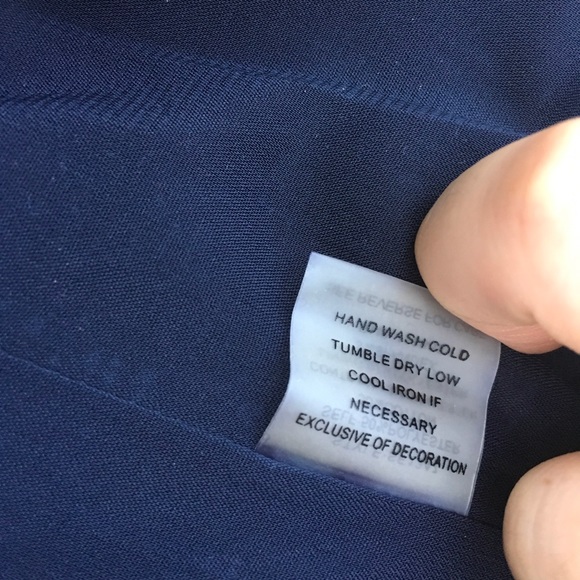 HAND WASH COLD
TUMBLE DRY LOW
COOL IRON IF
NECESSARY
EXCLUSIVE OF DECORATION